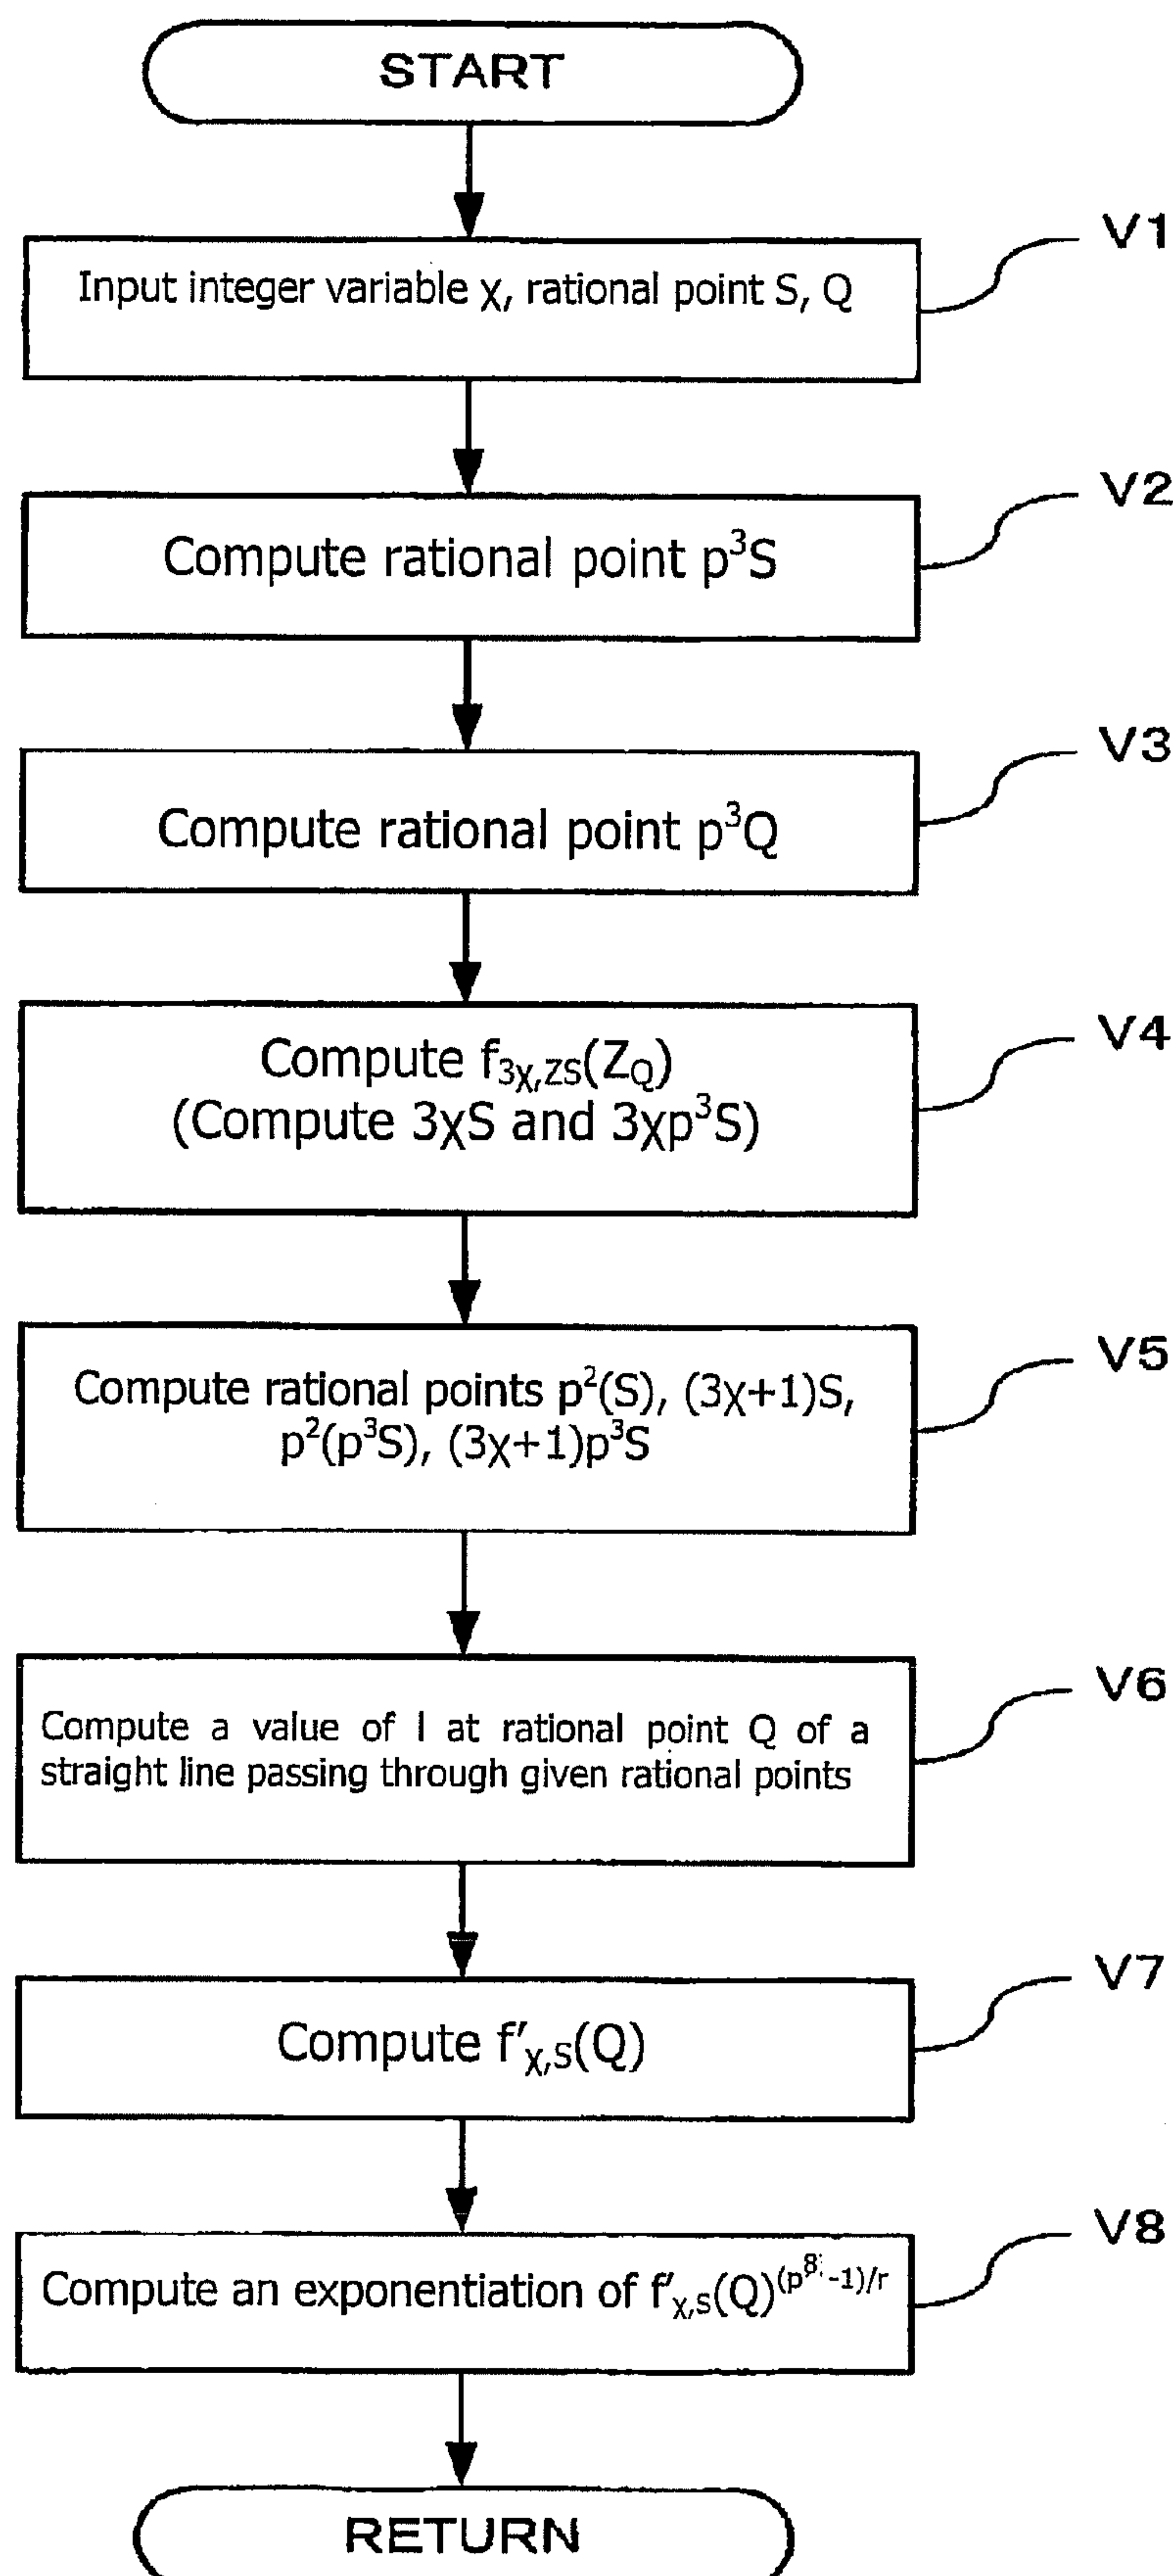 START
V1
Input integer variable χ, rational point S, Q
V2
Compute rational point p³S
V3
Compute rational point p³Q
V4
Compute f₃χ,ZS(Z_Q)
(Compute 3χS and 3χp³S)
V5
Compute rational points p²(S), (3χ+1)S,
p²(p³S), (3χ+1)p³S
V6
Compute a value of l at rational point Q of a
straight line passing through given rational points
V7
Compute f'χ,S(Q)
V8
Compute an exponentiation of f'χ,s(Q)^(p⁸-1)/r
RETURN